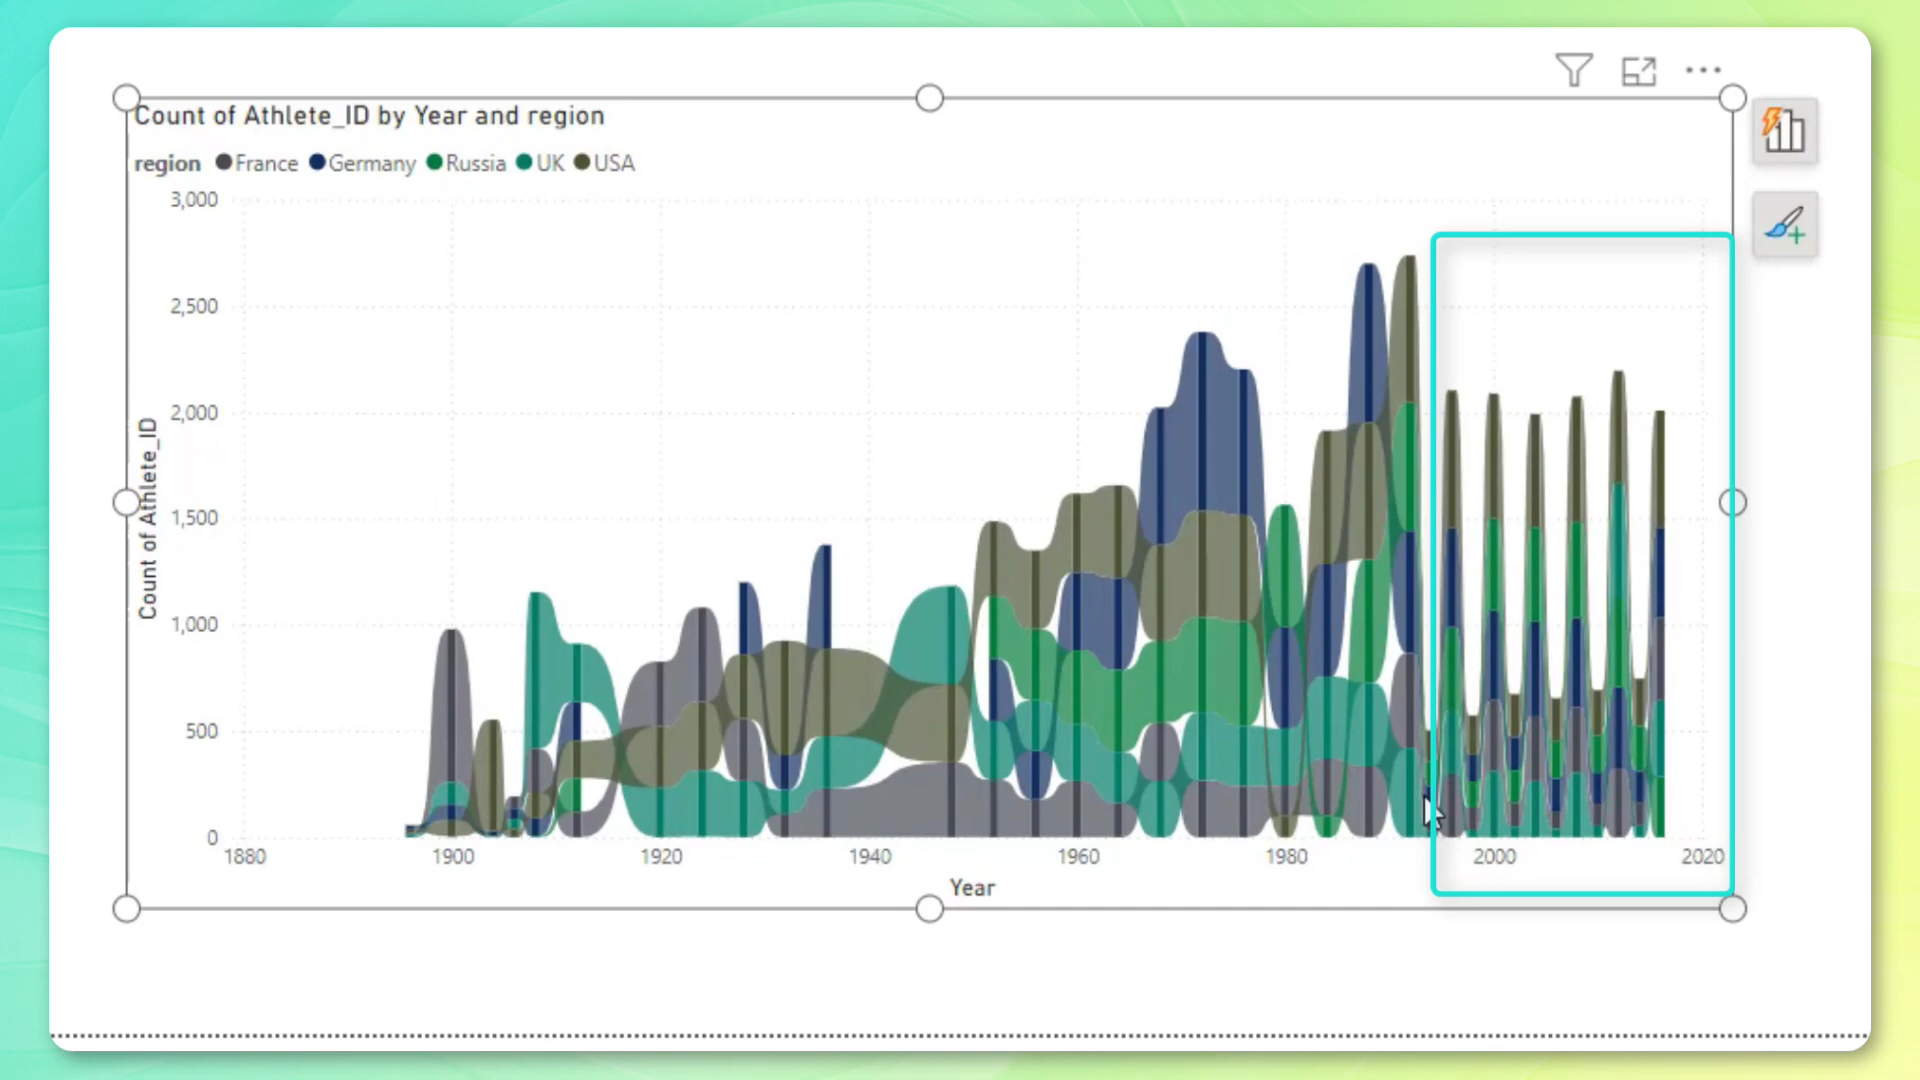 Count of Athlete_ID by Year and region
region France Germany Russia UK USA
3,000
2,500
2,000
1,500
1,000
500
0
Count of Athlete_ID
1880 1900 1920 1940 1960 1980 2000 2020
Year